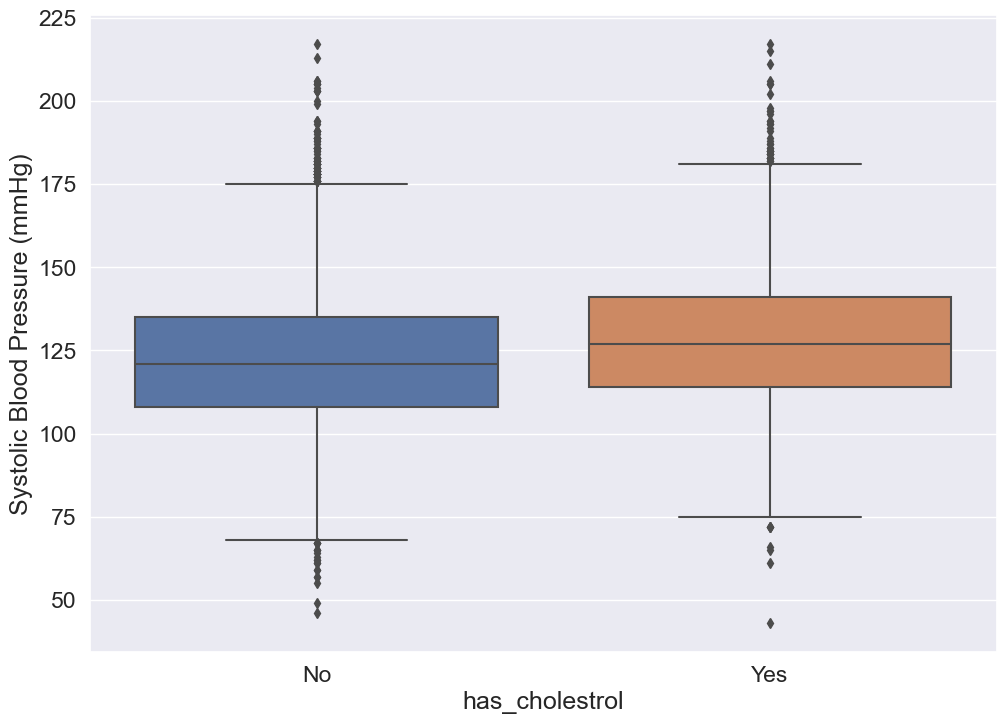 Systolic Blood Pressure (mmHg)
225
200
175
150
125
100
75
50
No
Yes
has_cholestrol